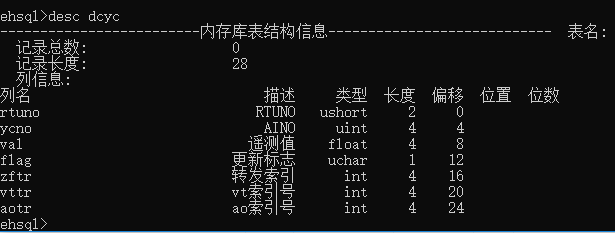 ehsql>desc dcyc
-------------------------内存库表结构信息---------------------------- 表名:
记录总数: 0
记录长度: 28
列信息:
列名 描述 类型 长度 偏移 位置 位数
rtuno RTUNO ushort 2 0
ycno AINO uint 4 4
val 遥测值 float 4 8
flag 更新标志 uchar 1 12
zftr 转发索引 int 4 16
vttr vt索引号 int 4 20
aotr ao索引号 int 4 24
ehsql>